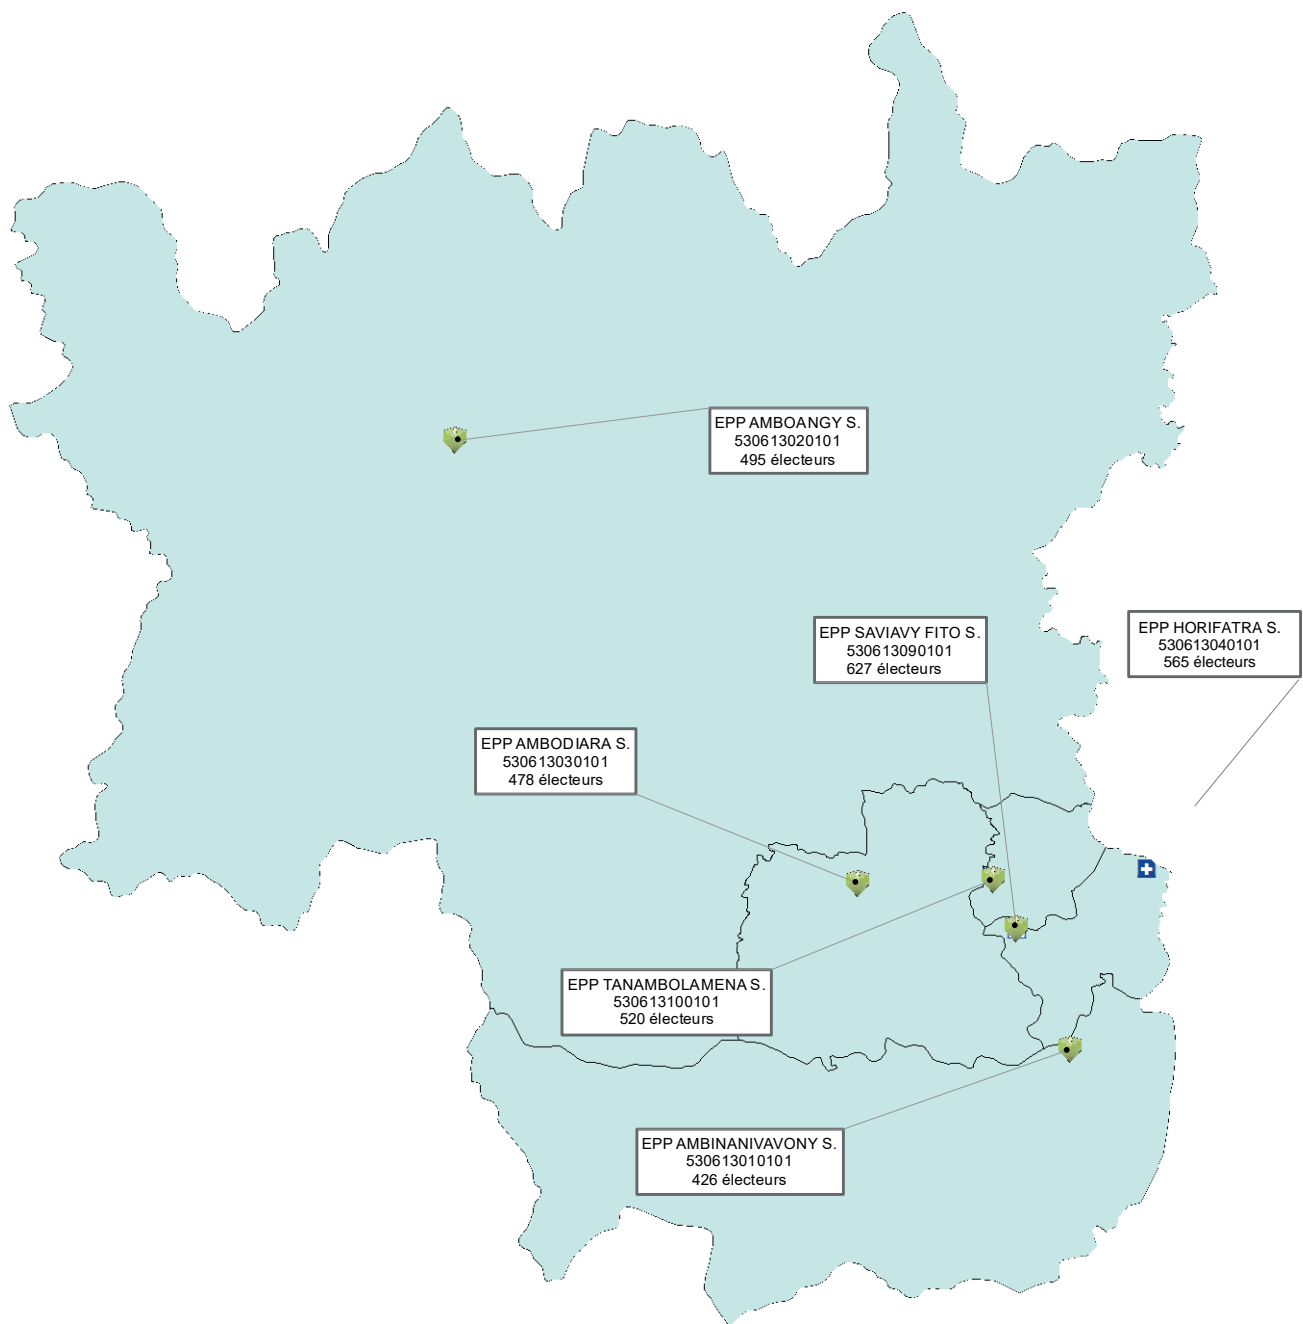 EPP AMBOANGY S.
530613020101
495 électeurs
EPP SAVIAVY FITO S.
530613090101
627 électeurs
EPP HORIFATRA S.
530613040101
565 électeurs
EPP AMBODIARA S.
530613030101
478 électeurs
EPP TANAMBOLAMENA S.
530613100101
520 électeurs
EPP AMBINANIVAVONY S.
530613010101
426 électeurs